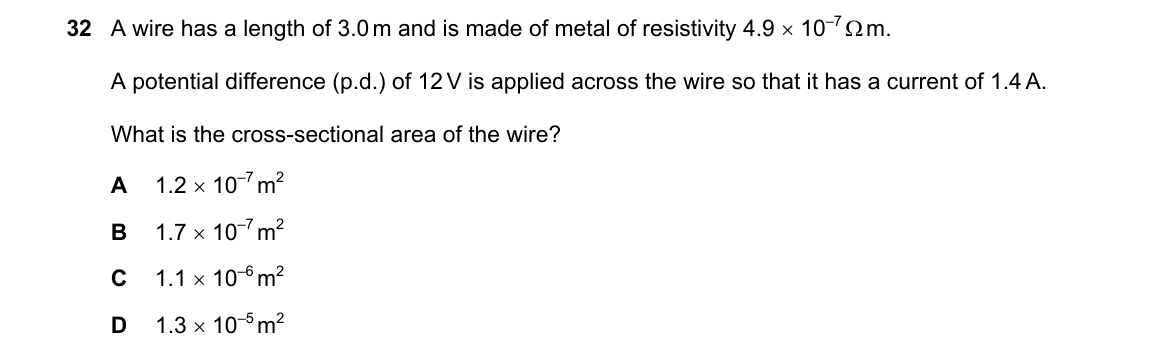 32 A wire has a length of 3.0 m and is made of metal of resistivity 4.9 × 10⁻⁷ Ω m.
A potential difference (p.d.) of 12 V is applied across the wire so that it has a current of 1.4 A.
What is the cross-sectional area of the wire?
A 1.2 × 10⁻⁷ m²
B 1.7 × 10⁻⁷ m²
C 1.1 × 10⁻⁶ m²
D 1.3 × 10⁻⁵ m²